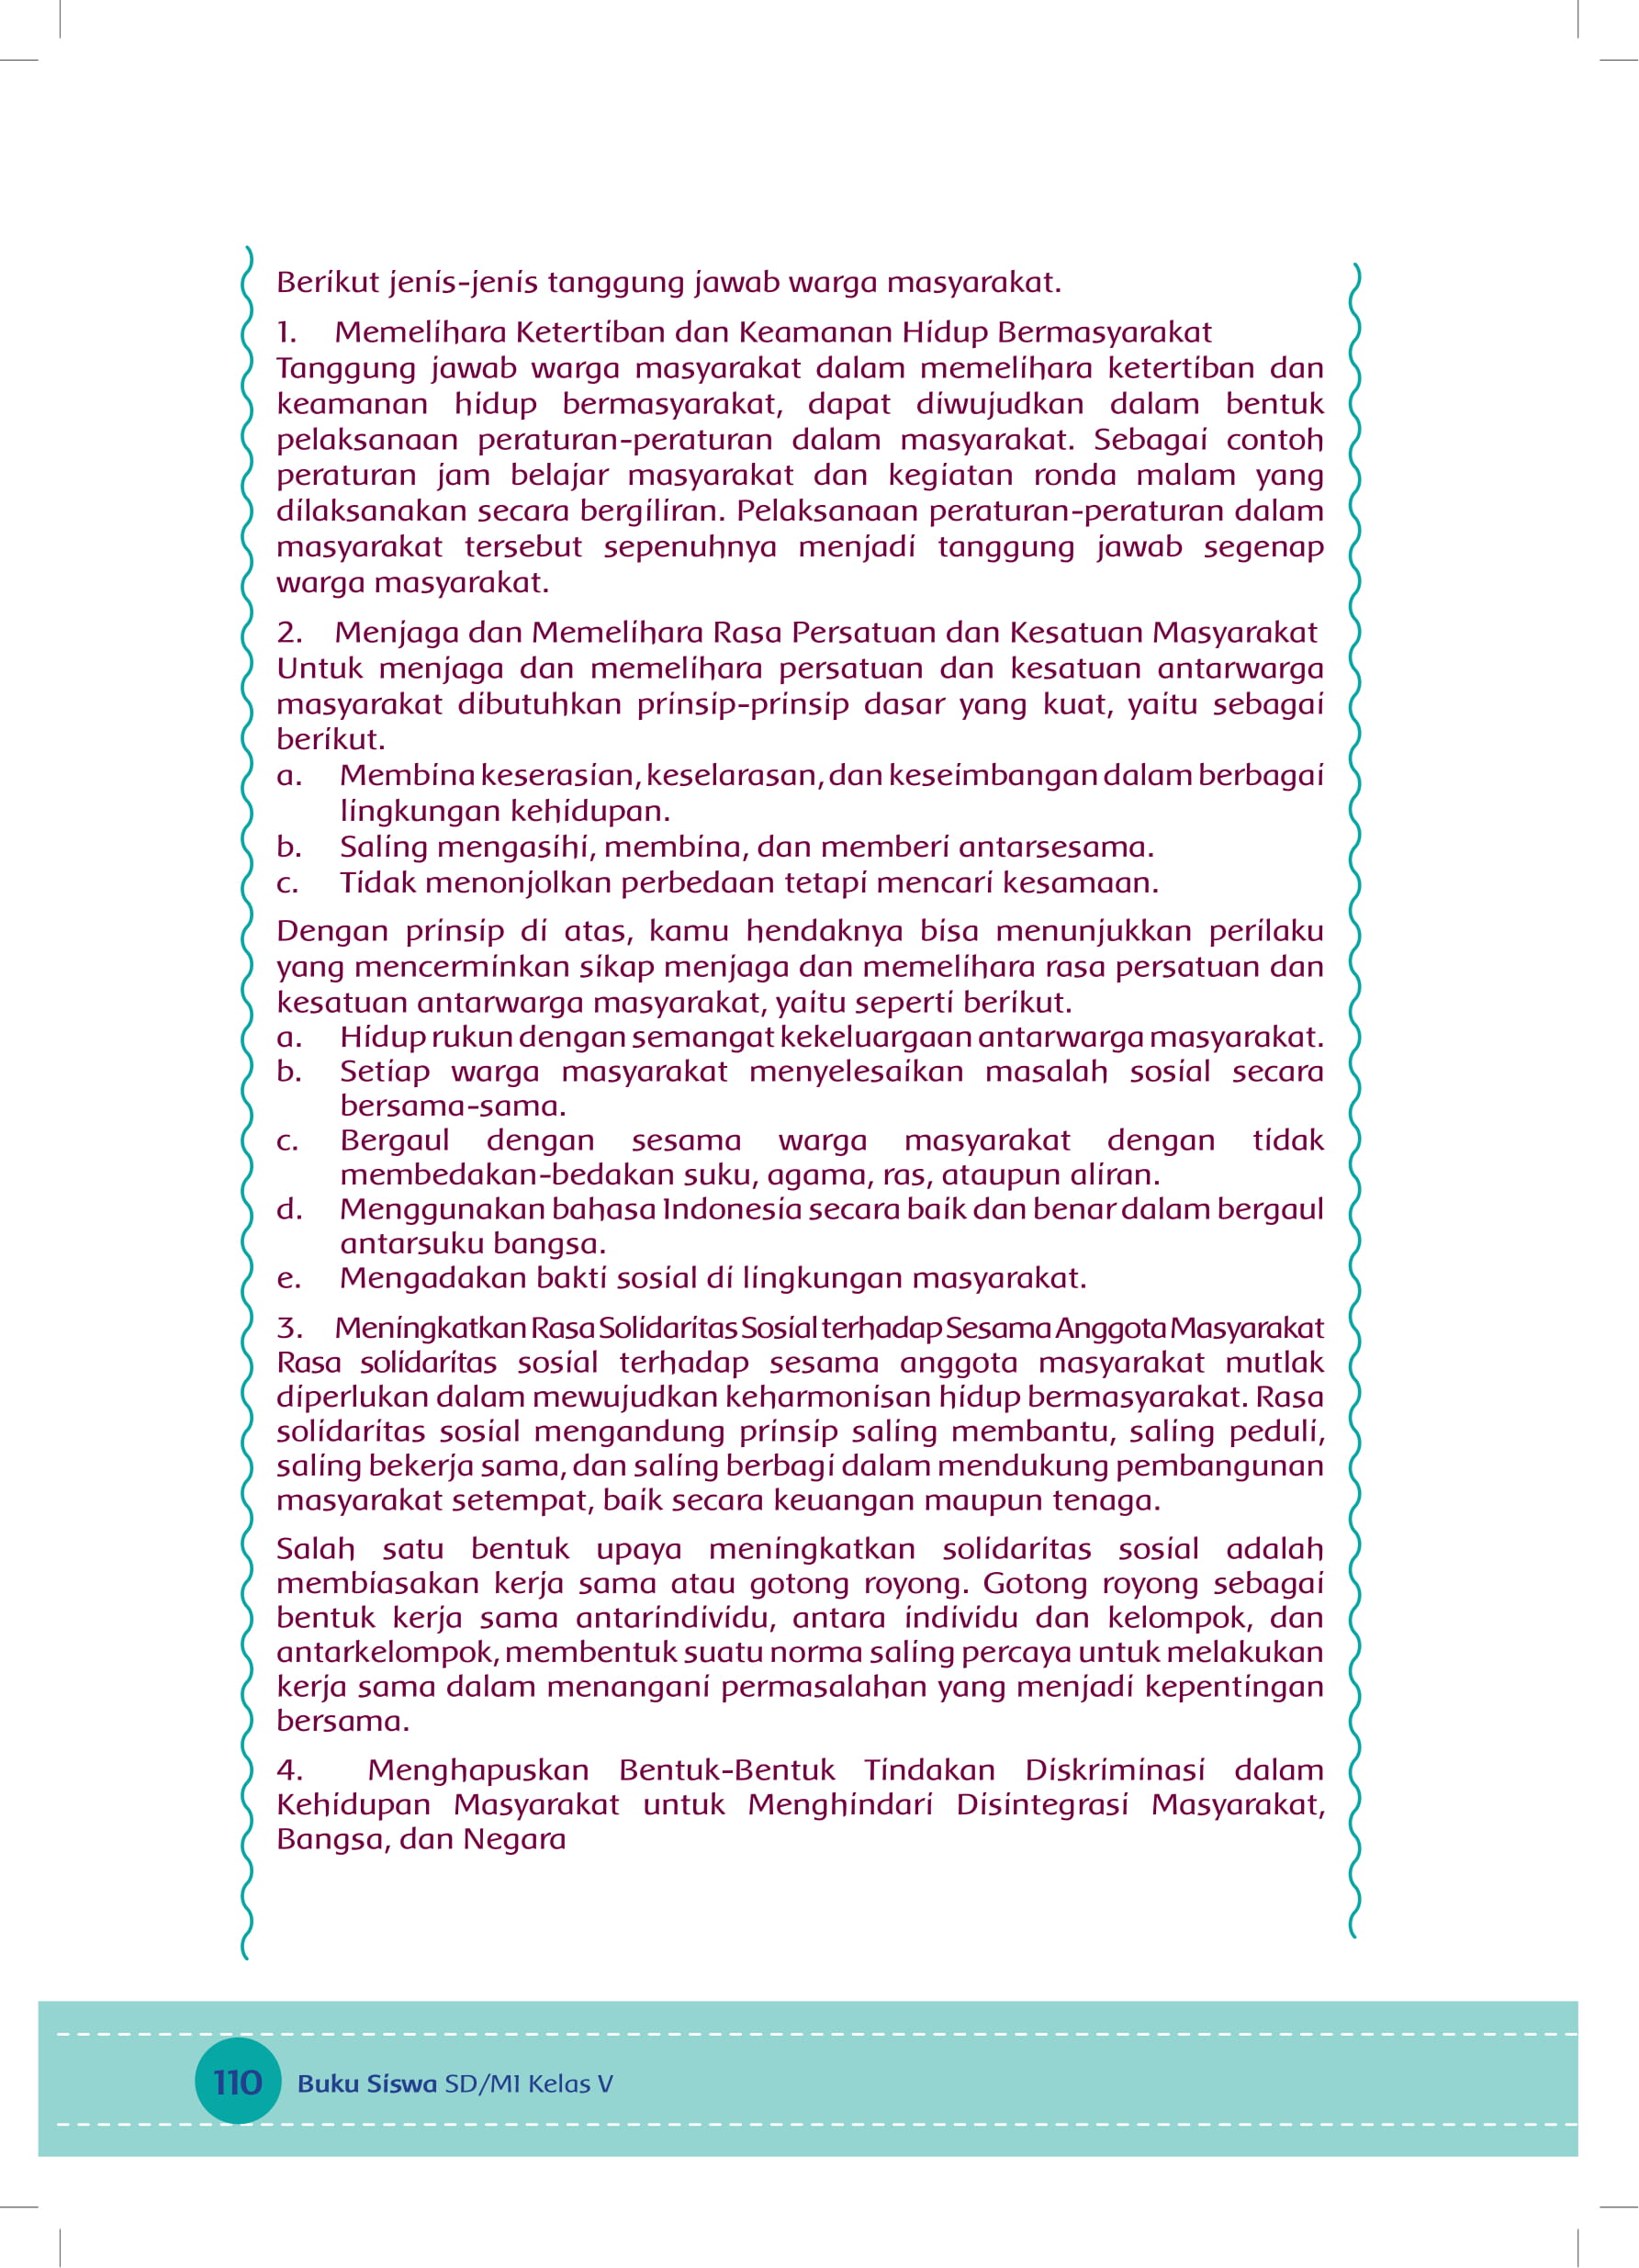 Berikut jenis-jenis tanggung jawab warga masyarakat.
1. Memelihara Ketertiban dan Keamanan Hidup Bermasyarakat
Tanggung jawab warga masyarakat dalam memelihara ketertiban dan
keamanan hidup bermasyarakat, dapat diwujudkan dalam bentuk
pelaksanaan peraturan-peraturan dalam masyarakat. Sebagai contoh
peraturan jam belajar masyarakat dan kegiatan ronda malam yang
dilaksanakan secara bergiliran. Pelaksanaan peraturan-peraturan dalam
masyarakat tersebut sepenuhnya menjadi tanggung jawab segenap
warga masyarakat.
2. Menjaga dan Memelihara Rasa Persatuan dan Kesatuan Masyarakat
Untuk menjaga dan memelihara persatuan dan kesatuan antarwarga
masyarakat dibutuhkan prinsip-prinsip dasar yang kuat, yaitu sebagai
berikut.
a. Membina keserasian, keselarasan, dan keseimbangan dalam berbagai
lingkungan kehidupan.
b. Saling mengasihi, membina, dan memberi antarsesama.
c. Tidak menonjolkan perbedaan tetapi mencari kesamaan.
Dengan prinsip di atas, kamu hendaknya bisa menunjukkan perilaku
yang mencerminkan sikap menjaga dan memelihara rasa persatuan dan
kesatuan antarwarga masyarakat, yaitu seperti berikut.
a. Hidup rukun dengan semangat kekeluargaan antarwarga masyarakat.
b. Setiap warga masyarakat menyelesaikan masalah sosial secara
bersama-sama.
c. Bergaul dengan sesama warga masyarakat dengan tidak
membedakan-bedakan suku, agama, ras, ataupun aliran.
d. Menggunakan bahasa Indonesia secara baik dan benar dalam bergaul
antarsuku bangsa.
e. Mengadakan bakti sosial di lingkungan masyarakat.
3. Meningkatkan Rasa Solidaritas Sosial terhadap Sesama Anggota Masyarakat
Rasa solidaritas sosial terhadap sesama anggota masyarakat mutlak
diperlukan dalam mewujudkan keharmonisan hidup bermasyarakat. Rasa
solidaritas sosial mengandung prinsip saling membantu, saling peduli,
saling bekerja sama, dan saling berbagi dalam mendukung pembangunan
masyarakat setempat, baik secara keuangan maupun tenaga.
Salah satu bentuk upaya meningkatkan solidaritas sosial adalah
membiasakan kerja sama atau gotong royong. Gotong royong sebagai
bentuk kerja sama antarindividu, antara individu dan kelompok, dan
antarkelompok, membentuk suatu norma saling percaya untuk melakukan
kerja sama dalam menangani permasalahan yang menjadi kepentingan
bersama.
4. Menghapuskan Bentuk-Bentuk Tindakan Diskriminasi dalam
Kehidupan Masyarakat untuk Menghindari Disintegrasi Masyarakat,
Bangsa, dan Negara
110 Buku Siswa SD/MI Kelas V